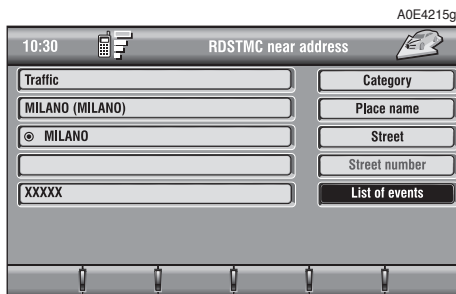 A0E4215g
10:30 RDSTMC near address
Traffic Category
MILANO (MILANO) Place name
MILANO Street
Street number
XXXXX List of events